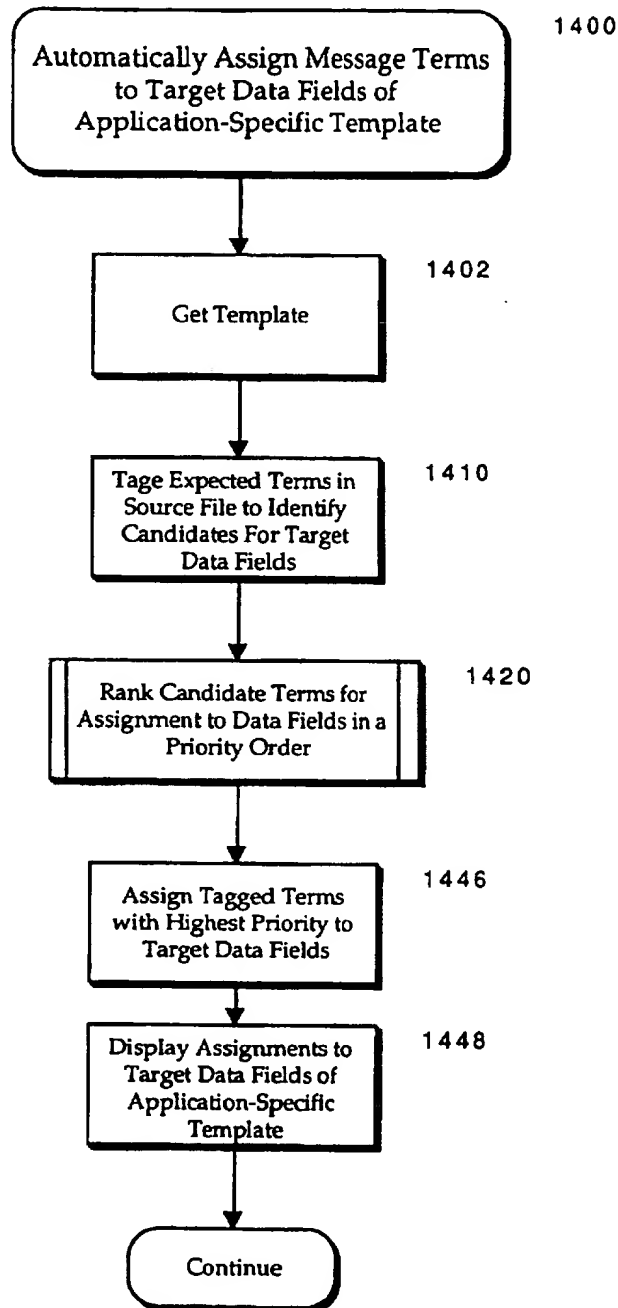 1400
Automatically Assign Message Terms
to Target Data Fields of
Application-Specific Template
1402
Get Template
1410
Tage Expected Terms in
Source File to Identify
Candidates For Target
Data Fields
1420
Rank Candidate Terms for
Assignment to Data Fields in a
Priority Order
1446
Assign Tagged Terms
with Highest Priority to
Target Data Fields
1448
Display Assignments to
Target Data Fields of
Application-Specific
Template
Continue